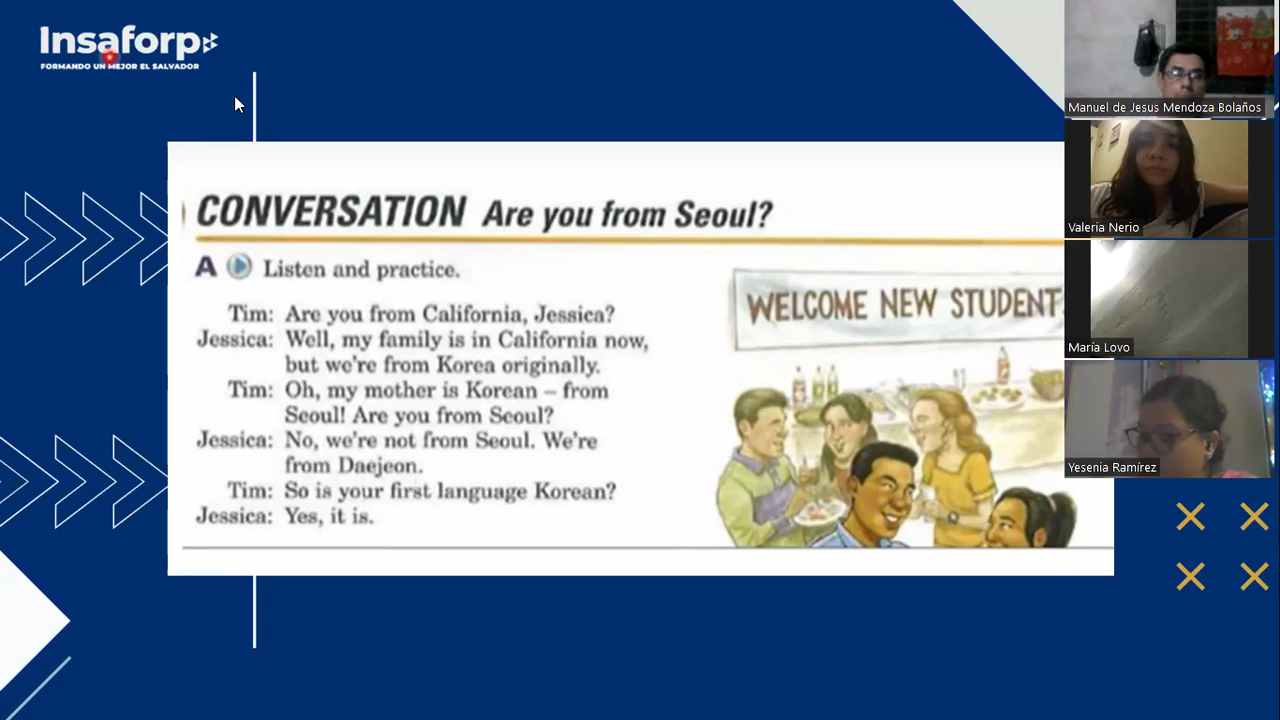 Insaforp
FORMANDO UN MEJOR EL SALVADOR
CONVERSATION Are you from Seoul?
A Listen and practice.
Tim: Are you from California, Jessica?
Jessica: Well, my family is in California now,
but we're from Korea originally.
Tim: Oh, my mother is Korean – from
Seoul! Are you from Seoul?
Jessica: No, we're not from Seoul. We're
from Daejeon.
Tim: So is your first language Korean?
Jessica: Yes, it is.
WELCOME NEW STUDENT
Manuel de Jesus Mendoza Bolaños
Valeria Nerio
María Lovo
Yesenia Ramírez